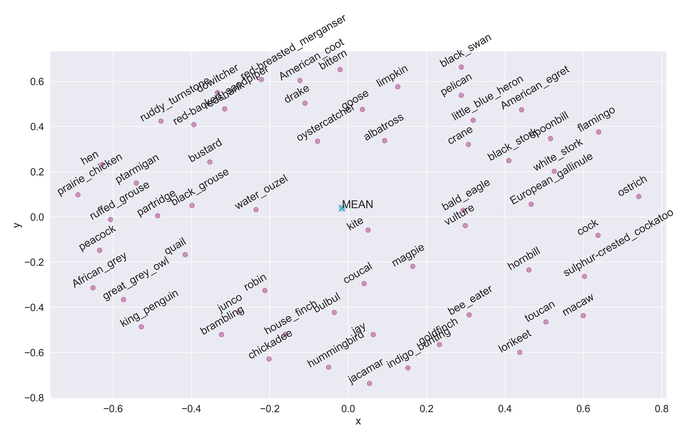 red-breasted_merganser
American_coot
bittern
black_swan
dowitcher
redshank
limpkin
pelican
drake
goose
American_egret
ruddy_turnstone
little_blue_heron
oystercatcher
albatross
crane
spoonbill
flamingo
black_stork
white_stork
hen
prairie_chicken
ptarmigan
bustard
European_gallinule
ostrich
ruffed_grouse
partridge
black_grouse
water_ouzel
MEAN
bald_eagle
vulture
kite
peacock
quail
cock
sulphur-crested_cockatoo
African_grey
great_grey_owl
robin
coucal
magpie
hornbill
king_penguin
junco
brambling
house_finch
bulbul
bee_eater
toucan
macaw
chickadee
hummingbird
jay
goldfinch
indigo_bunting
jacamar
lorikeet
y
0.6
0.4
0.2
0.0
−0.2
−0.4
−0.6
−0.8
−0.6
−0.4
−0.2
0.0
0.2
0.4
0.6
0.8
x